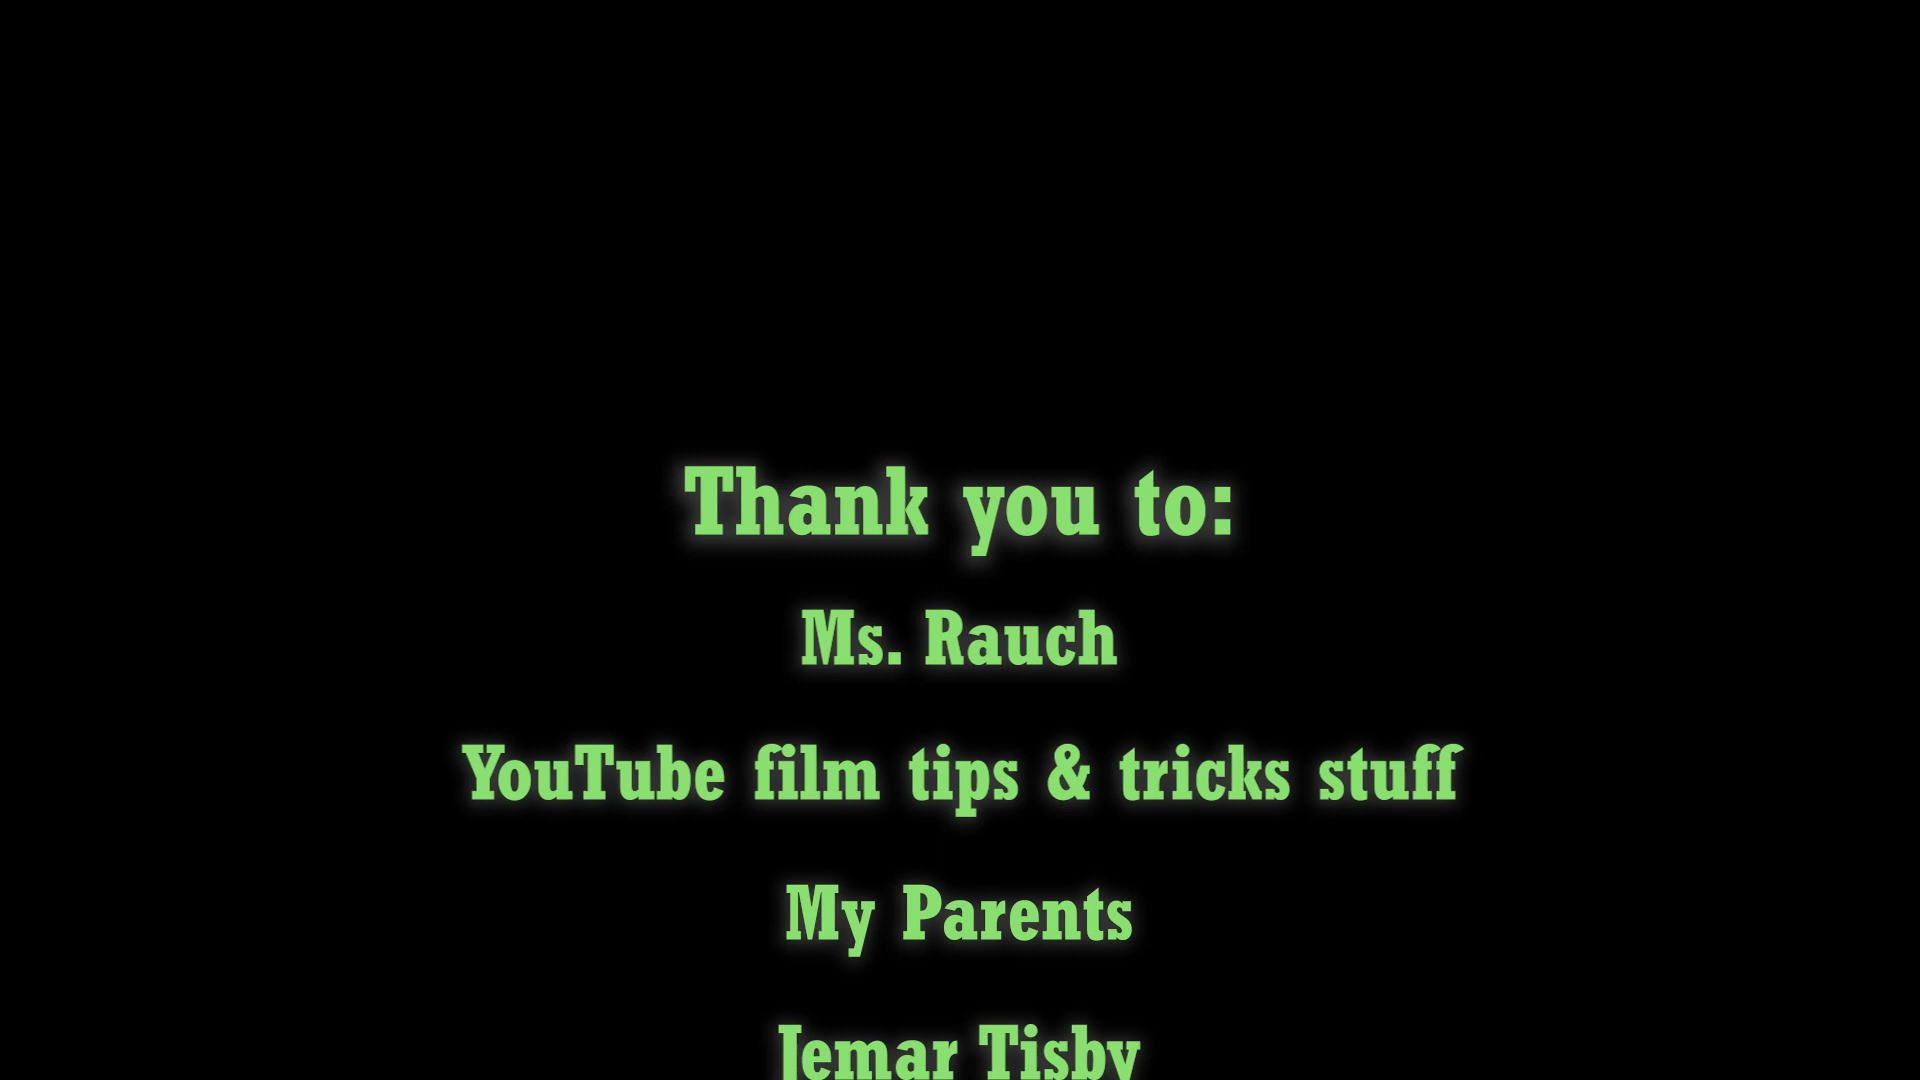 Thank you to:
Ms. Rauch
YouTube film tips & tricks stuff
My Parents
Jemar Tisby